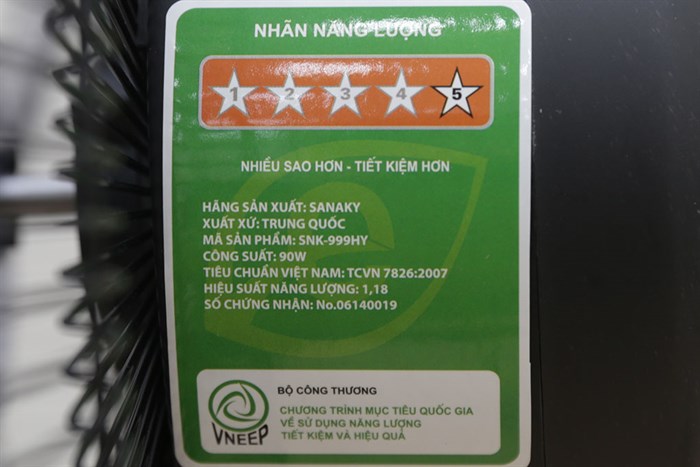 NHÃN NĂNG LƯỢNG
1 2 3 4 5
NHIỀU SAO HƠN - TIẾT KIỆM HƠN
HÃNG SẢN XUẤT: SANAKY
XUẤT XỨ: TRUNG QUỐC
MÃ SẢN PHẨM: SNK-999HY
CÔNG SUẤT: 90W
TIÊU CHUẨN VIỆT NAM: TCVN 7826:2007
HIỆU SUẤT NĂNG LƯỢNG: 1,18
SỐ CHỨNG NHẬN: No.06140019
BỘ CÔNG THƯƠNG
CHƯƠNG TRÌNH MỤC TIÊU QUỐC GIA
VỀ SỬ DỤNG NĂNG LƯỢNG
TIẾT KIỆM VÀ HIỆU QUẢ
VNEEP